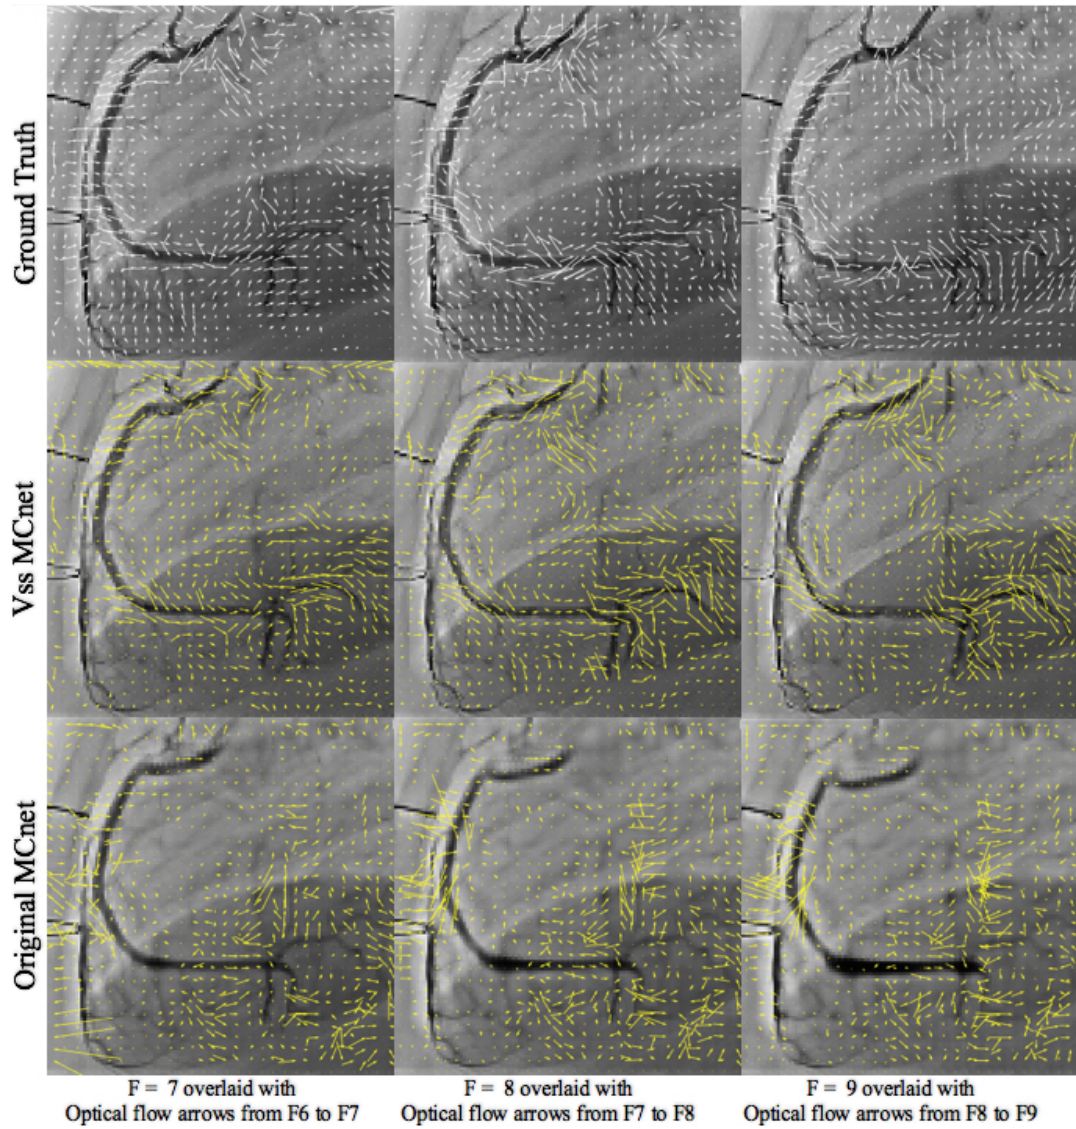 Ground Truth
Vss MCnet
Original MCnet
F = 7 overlaid with
Optical flow arrows from F6 to F7
F = 8 overlaid with
Optical flow arrows from F7 to F8
F = 9 overlaid with
Optical flow arrows from F8 to F9